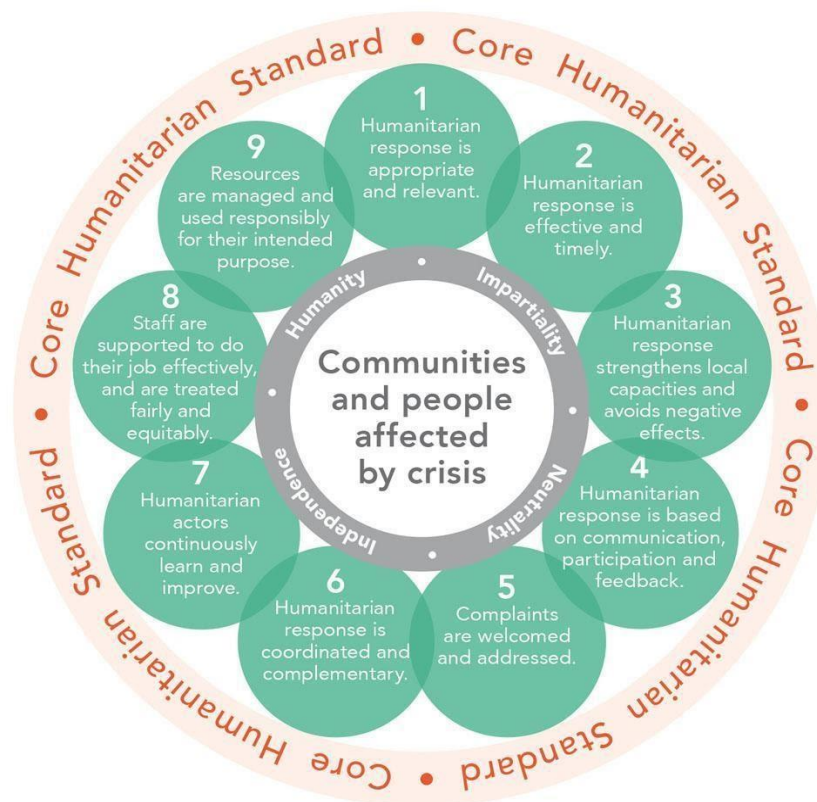 Core Humanitarian Standard • Core Humanitarian Standard • Core Humanitarian Standard • Core Humanitarian Standard •
1
Humanitarian
response is
appropriate
and relevant.
2
Humanitarian
response is
effective and
timely.
3
Humanitarian
response
strengthens local
capacities and
avoids negative
effects.
4
Humanitarian
response is based
on communication,
participation and
feedback.
5
Complaints
are welcomed
and addressed.
6
Humanitarian
response is
coordinated and
complementary.
7
Humanitarian
actors
continuously
learn and
improve.
8
Staff are
supported to do
their job effectively,
and are treated
fairly and
equitably.
9
Resources
are managed and
used responsibly
for their intended
purpose.
Humanity • Impartiality • Neutrality • Independence •
Communities
and people
affected
by crisis